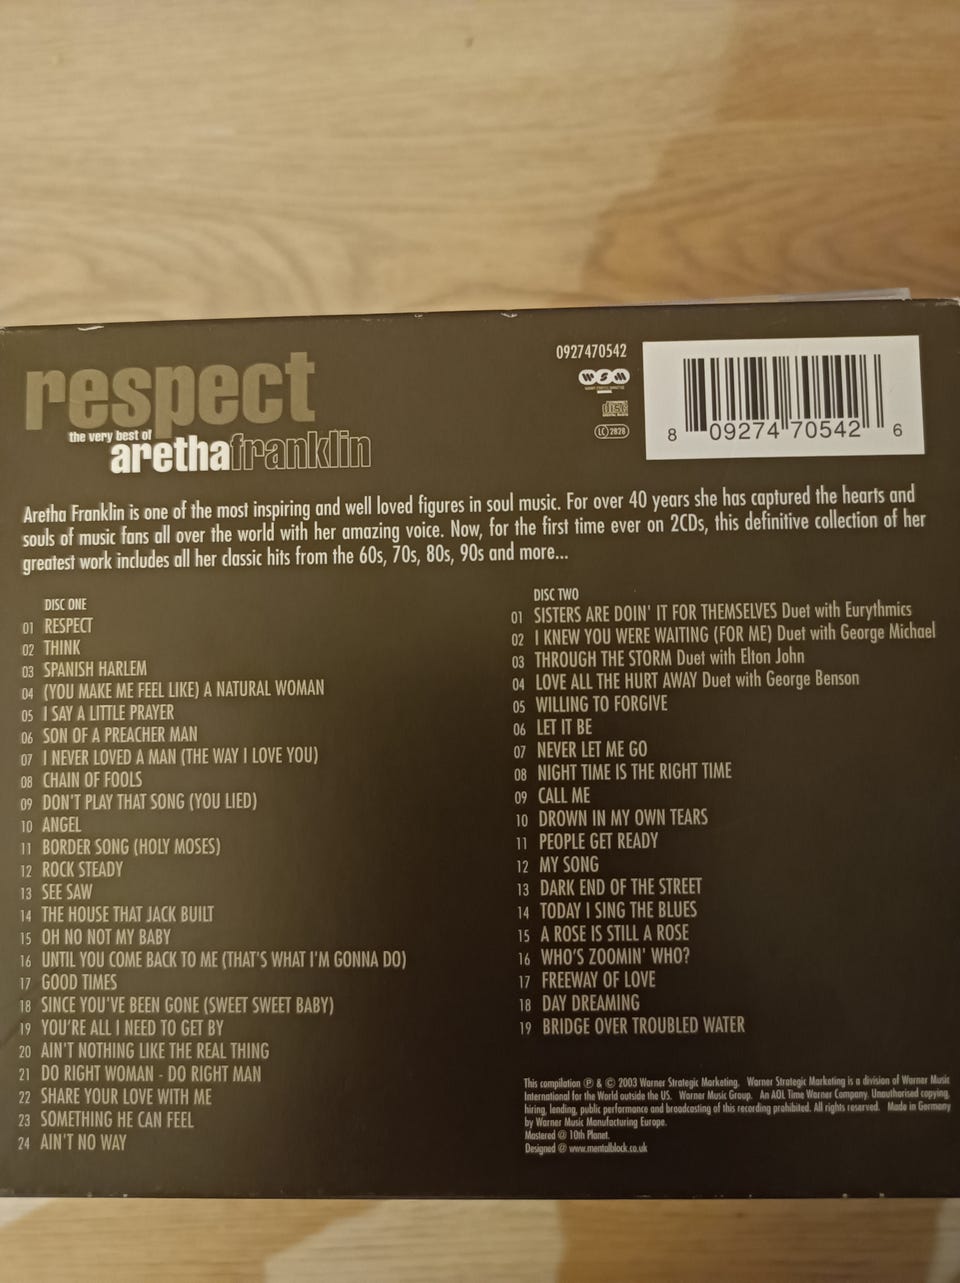 respect
the very best of
arethafranklin
0927470542
WSM
LC 2828
8 09274 70542 6
Aretha Franklin is one of the most inspiring and well loved figures in soul music. For over 40 years she has captured the hearts and
souls of music fans all over the world with her amazing voice. Now, for the first time ever on 2CDs, this definitive collection of her
greatest work includes all her classic hits from the 60s, 70s, 80s, 90s and more...
DISC ONE
01 RESPECT
02 THINK
03 SPANISH HARLEM
04 (YOU MAKE ME FEEL LIKE) A NATURAL WOMAN
05 I SAY A LITTLE PRAYER
06 SON OF A PREACHER MAN
07 I NEVER LOVED A MAN (THE WAY I LOVE YOU)
08 CHAIN OF FOOLS
09 DON'T PLAY THAT SONG (YOU LIED)
10 ANGEL
11 BORDER SONG (HOLY MOSES)
12 ROCK STEADY
13 SEE SAW
14 THE HOUSE THAT JACK BUILT
15 OH NO NOT MY BABY
16 UNTIL YOU COME BACK TO ME (THAT'S WHAT I'M GONNA DO)
17 GOOD TIMES
18 SINCE YOU'VE BEEN GONE (SWEET SWEET BABY)
19 YOU'RE ALL I NEED TO GET BY
20 AIN'T NOTHING LIKE THE REAL THING
21 DO RIGHT WOMAN - DO RIGHT MAN
22 SHARE YOUR LOVE WITH ME
23 SOMETHING HE CAN FEEL
24 AIN'T NO WAY
DISC TWO
01 SISTERS ARE DOIN' IT FOR THEMSELVES Duet with Eurythmics
02 I KNEW YOU WERE WAITING (FOR ME) Duet with George Michael
03 THROUGH THE STORM Duet with Elton John
04 LOVE ALL THE HURT AWAY Duet with George Benson
05 WILLING TO FORGIVE
06 LET IT BE
07 NEVER LET ME GO
08 NIGHT TIME IS THE RIGHT TIME
09 CALL ME
10 DROWN IN MY OWN TEARS
11 PEOPLE GET READY
12 MY SONG
13 DARK END OF THE STREET
14 TODAY I SING THE BLUES
15 A ROSE IS STILL A ROSE
16 WHO'S ZOOMIN' WHO?
17 FREEWAY OF LOVE
18 DAY DREAMING
19 BRIDGE OVER TROUBLED WATER
This compilation Ⓟ & © 2003 Warner Strategic Marketing. Warner Strategic Marketing is a division of Warner Music
International for the World outside the US. Warner Music Group. An AOL Time Warner Company. Unauthorised copying,
hiring, lending, public performance and broadcasting of this recording prohibited. All rights reserved. Made in Germany
by Warner Music Manufacturing Europe.
Mastered @ 10th Planet.
Designed @ www.mentalblock.co.uk